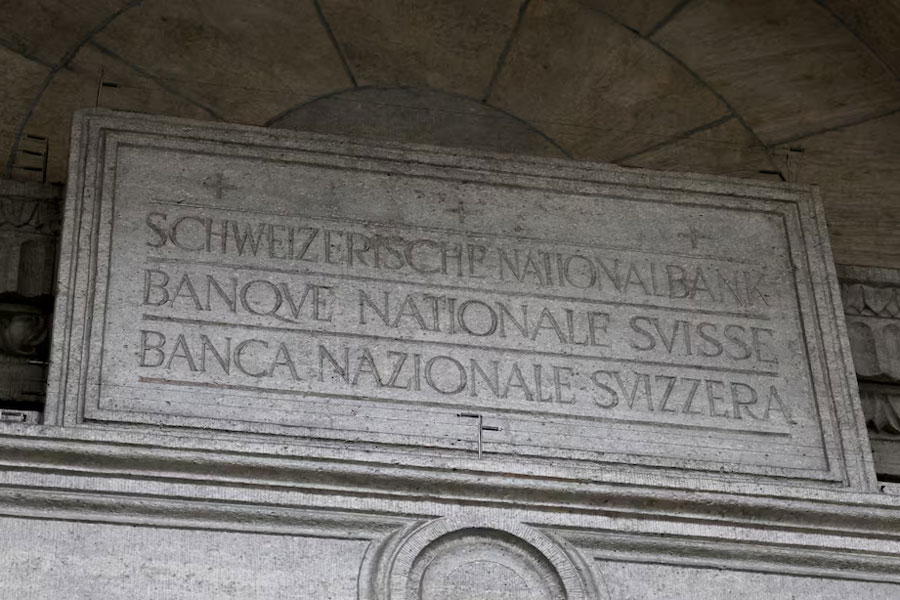 SCHWEIZERISCHE NATIONALBANK
BANQVE NATIONALE SVISSE
BANCA NAZIONALE SVIZZERA